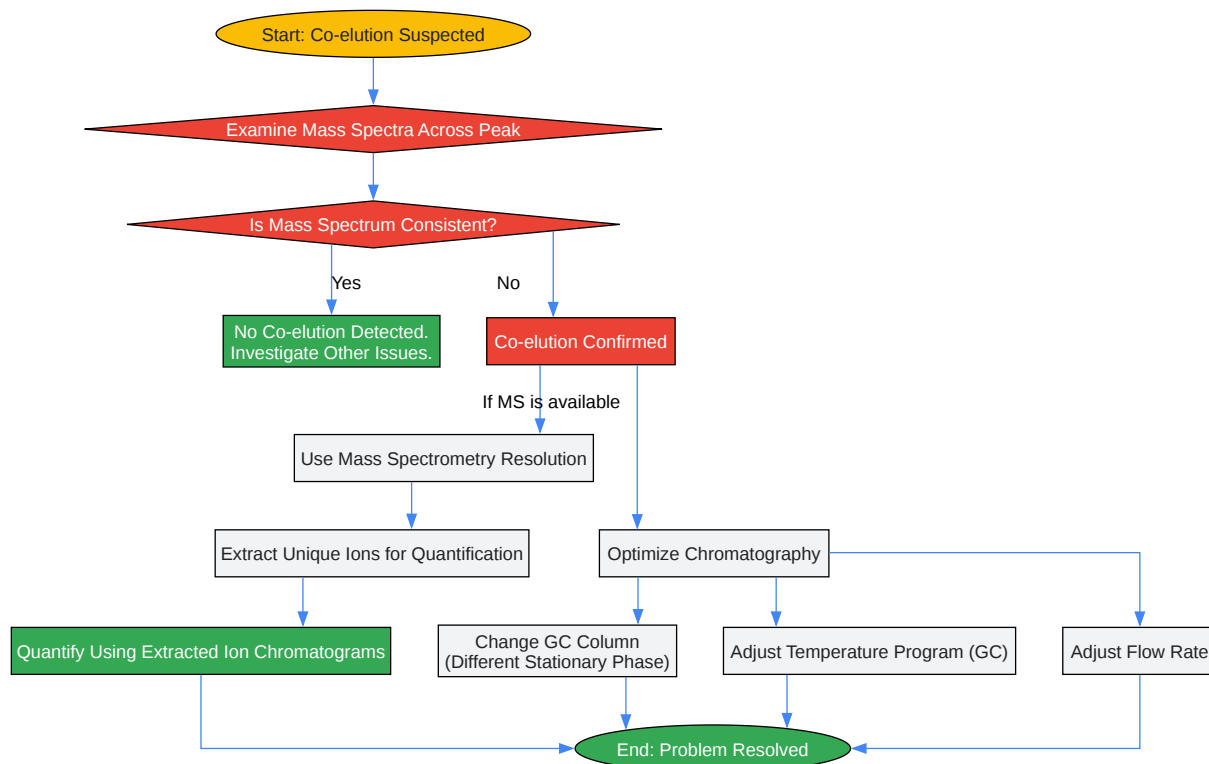 Start: Co-elution Suspected
Examine Mass Spectra Across Peak
Is Mass Spectrum Consistent?
Yes
No
No Co-elution Detected.
Investigate Other Issues.
Co-elution Confirmed
If MS is available
Use Mass Spectrometry Resolution
Extract Unique Ions for Quantification
Optimize Chromatography
Quantify Using Extracted Ion Chromatograms
Change GC Column
(Different Stationary Phase)
Adjust Temperature Program (GC)
Adjust Flow Rate
End: Problem Resolved